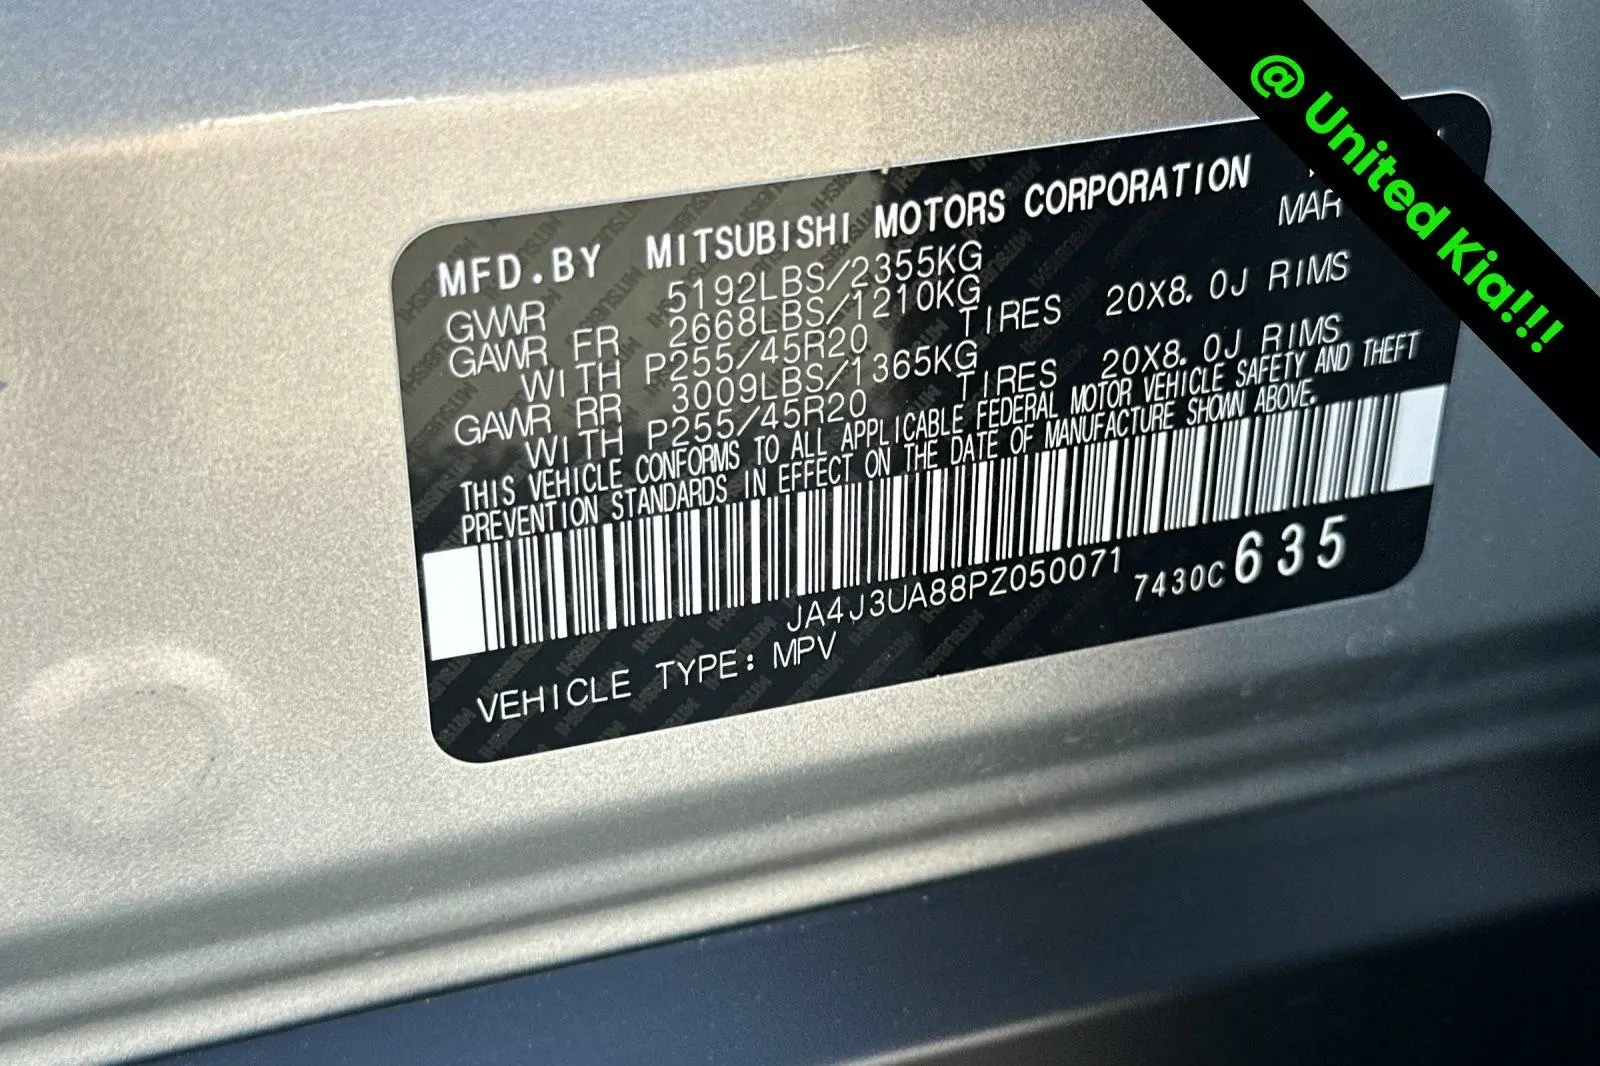 @ United Kia!!!
MFD.BY MITSUBISHI MOTORS CORPORATION
MAR
GVWR 5192LBS/2355KG
GAWR FR 2668LBS/1210KG
WITH P255/45R20 TIRES 20X8.0J RIMS
GAWR RR 3009LBS/1365KG
WITH P255/45R20 TIRES 20X8.0J RIMS
THIS VEHICLE CONFORMS TO ALL APPLICABLE FEDERAL MOTOR VEHICLE SAFETY AND THEFT
PREVENTION STANDARDS IN EFFECT ON THE DATE OF MANUFACTURE SHOWN ABOVE.
JA4J3UA88PZ050071 7430C 635
VEHICLE TYPE: MPV